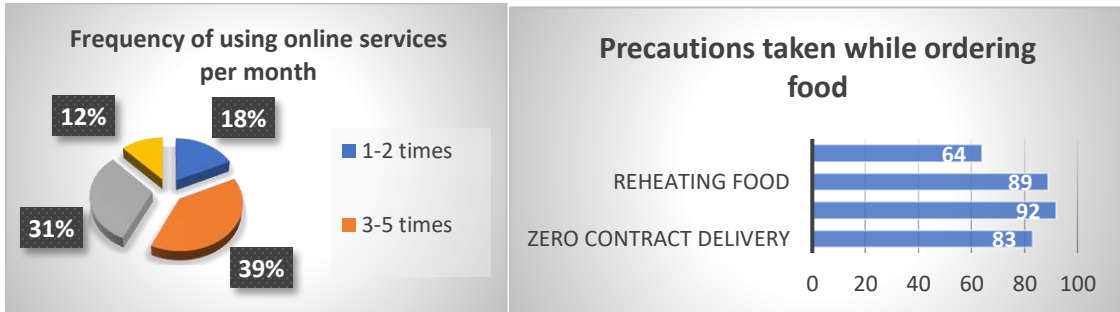 Frequency of using online services
per month
12%
18%
31%
39%
1-2 times
3-5 times
Precautions taken while ordering
food
64
REHEATING FOOD
89
92
ZERO CONTRACT DELIVERY
83
0 20 40 60 80 100